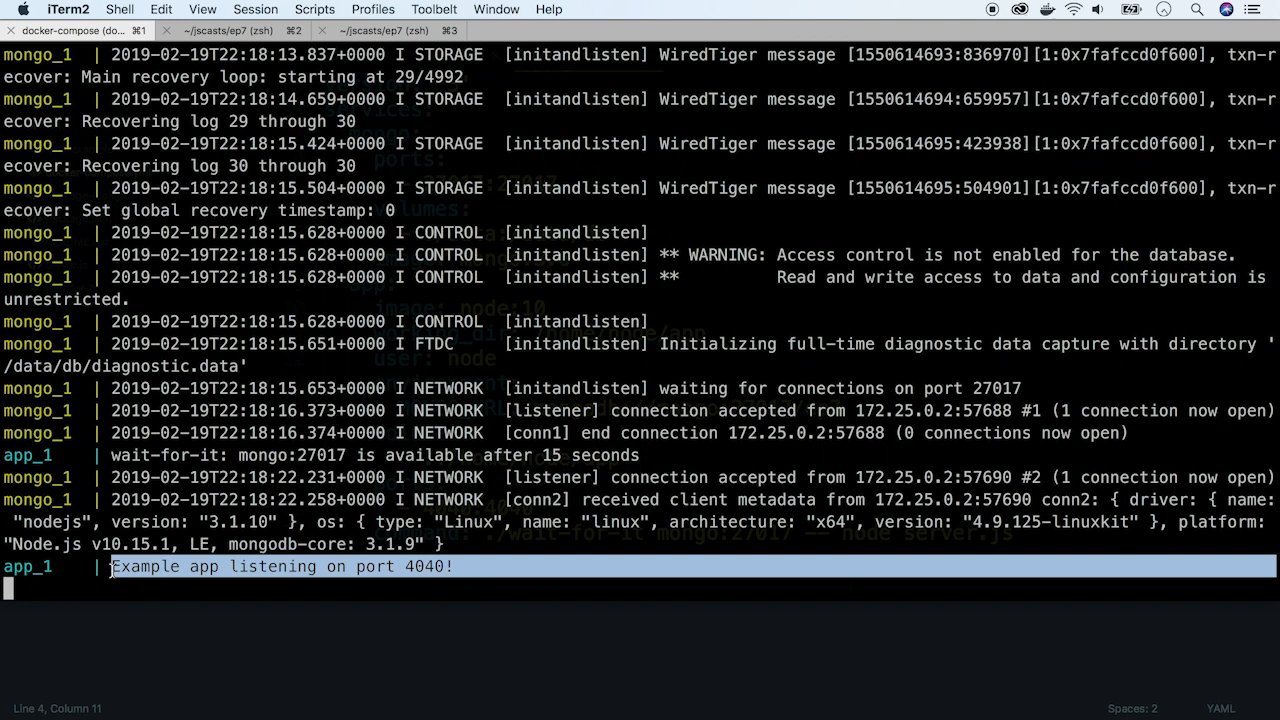 iTerm2 Shell Edit View Session Scripts Profiles Toolbelt Window Help
docker-compose (do... ⌘1 ~/jscasts/ep7 (zsh) ⌘2 ~/jscasts/ep7 (zsh) ⌘3
mongo_1 | 2019-02-19T22:18:13.837+0000 I STORAGE [initandlisten] WiredTiger message [1550614693:836970][1:0x7fafccd0f600], txn-r
ecover: Main recovery loop: starting at 29/4992
mongo_1 | 2019-02-19T22:18:14.659+0000 I STORAGE [initandlisten] WiredTiger message [1550614694:659957][1:0x7fafccd0f600], txn-r
ecover: Recovering log 29 through 30
mongo_1 | 2019-02-19T22:18:15.424+0000 I STORAGE [initandlisten] WiredTiger message [1550614695:423938][1:0x7fafccd0f600], txn-r
ecover: Recovering log 30 through 30
mongo_1 | 2019-02-19T22:18:15.504+0000 I STORAGE [initandlisten] WiredTiger message [1550614695:504901][1:0x7fafccd0f600], txn-r
ecover: Set global recovery timestamp: 0
mongo_1 | 2019-02-19T22:18:15.628+0000 I CONTROL [initandlisten]
mongo_1 | 2019-02-19T22:18:15.628+0000 I CONTROL [initandlisten] ** WARNING: Access control is not enabled for the database.
mongo_1 | 2019-02-19T22:18:15.628+0000 I CONTROL [initandlisten] ** Read and write access to data and configuration is
unrestricted.
mongo_1 | 2019-02-19T22:18:15.628+0000 I CONTROL [initandlisten]
mongo_1 | 2019-02-19T22:18:15.651+0000 I FTDC [initandlisten] Initializing full-time diagnostic data capture with directory '
/data/db/diagnostic.data'
mongo_1 | 2019-02-19T22:18:15.653+0000 I NETWORK [initandlisten] waiting for connections on port 27017
mongo_1 | 2019-02-19T22:18:16.373+0000 I NETWORK [listener] connection accepted from 172.25.0.2:57688 #1 (1 connection now open)
mongo_1 | 2019-02-19T22:18:16.374+0000 I NETWORK [conn1] end connection 172.25.0.2:57688 (0 connections now open)
app_1 | wait-for-it: mongo:27017 is available after 15 seconds
mongo_1 | 2019-02-19T22:18:22.231+0000 I NETWORK [listener] connection accepted from 172.25.0.2:57690 #2 (1 connection now open)
mongo_1 | 2019-02-19T22:18:22.258+0000 I NETWORK [conn2] received client metadata from 172.25.0.2:57690 conn2: { driver: { name:
"nodejs", version: "3.1.10" }, os: { type: "Linux", name: "linux", architecture: "x64", version: "4.9.125-linuxkit" }, platform:
"Node.js v10.15.1, LE, mongodb-core: 3.1.9" }
app_1 | Example app listening on port 4040!
Line 4, Column 11 Spaces: 2 YAML